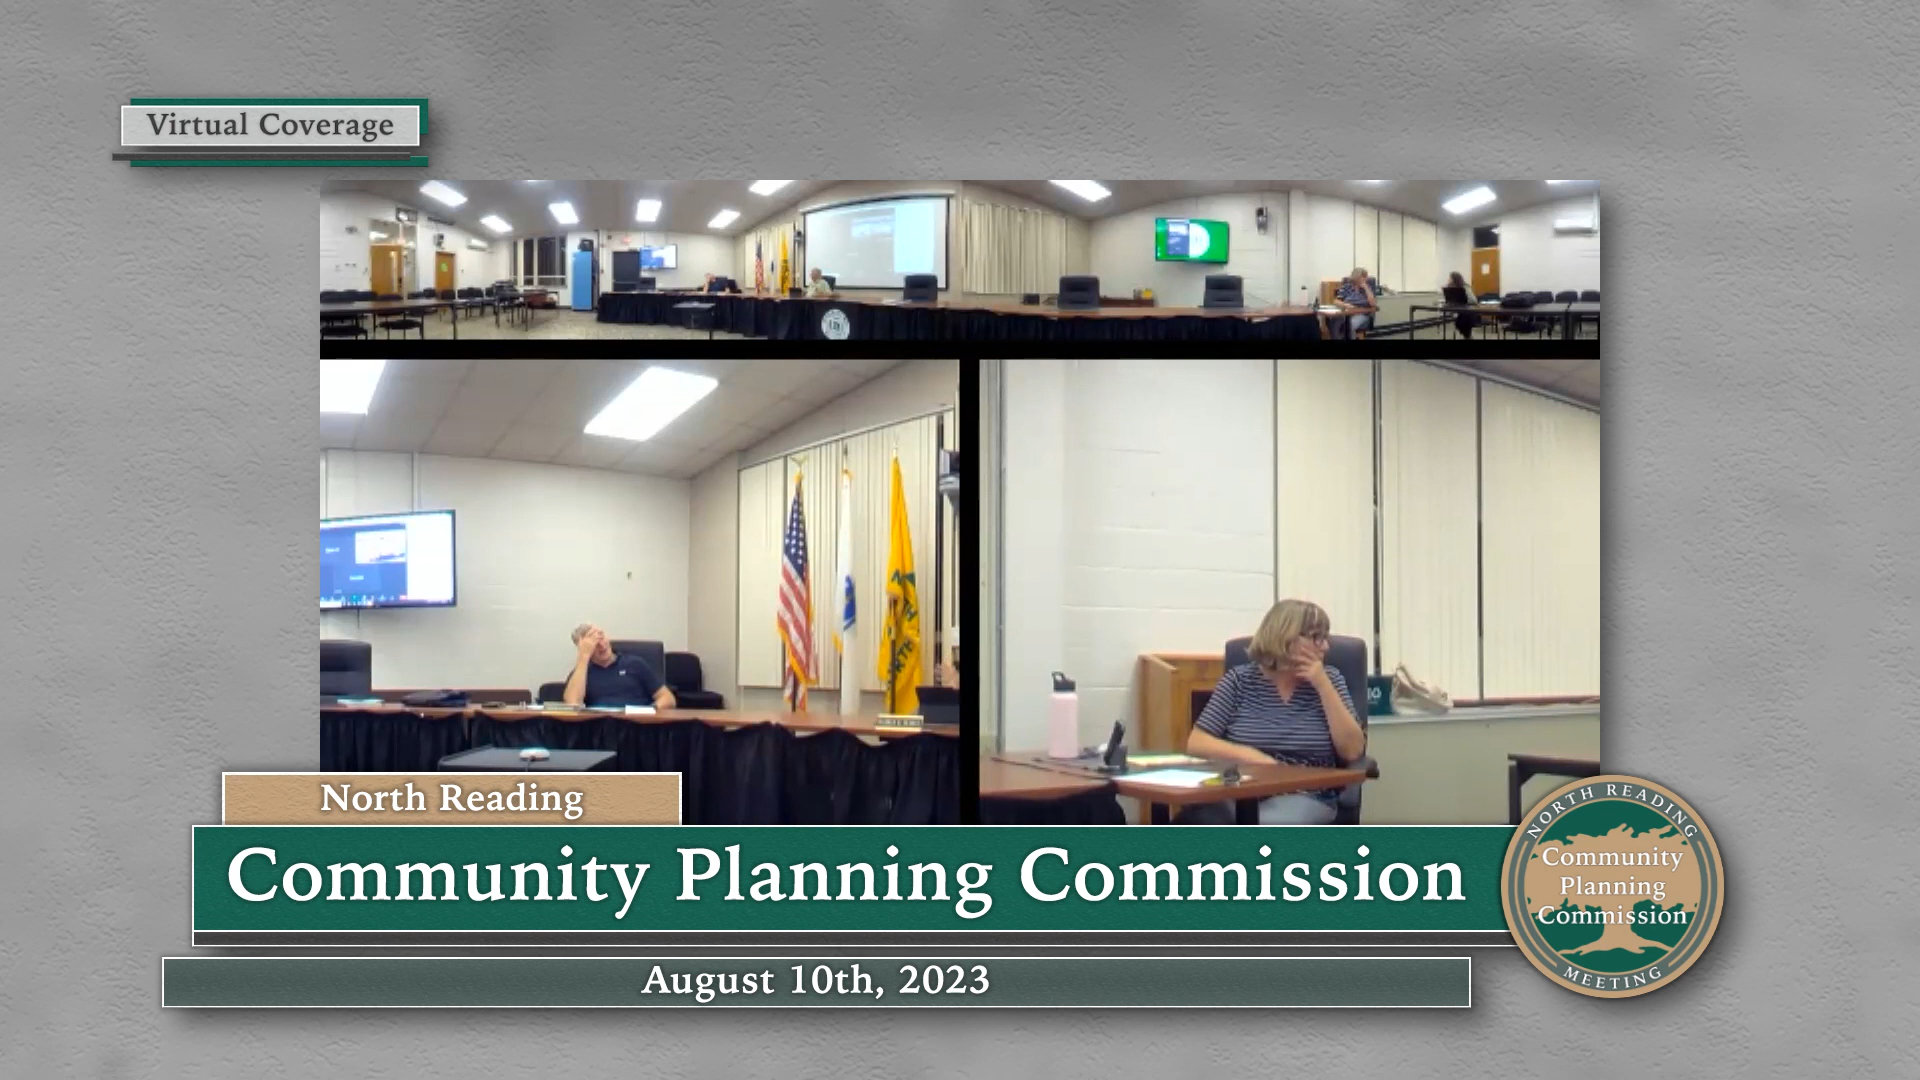 Virtual Coverage
North Reading
Community Planning Commission
August 10th, 2023
NORTH READING
Community
Planning
Commission
MEETING